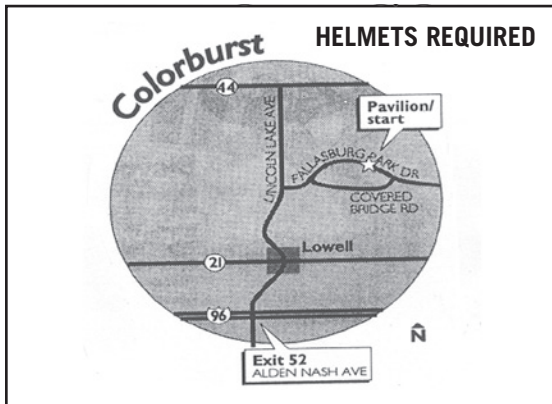 HELMETS REQUIRED
Colorburst
44
Pavilion/
start
LINCOLN LAKE AVE
FALLASBURG PARK DR
COVERED
BRIDGE RD
Lowell
21
96
N
Exit 52
ALDEN NASH AVE